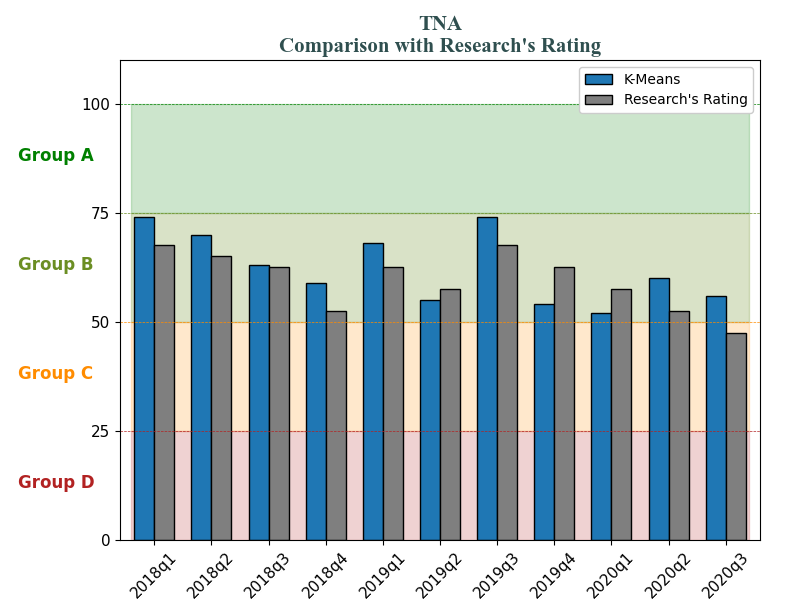 TNA
Comparison with Research's Rating
K-Means
Research's Rating
100
Group A
75
Group B
50
Group C
25
Group D
0
2018q1
2018q2
2018q3
2018q4
2019q1
2019q2
2019q3
2019q4
2020q1
2020q2
2020q3